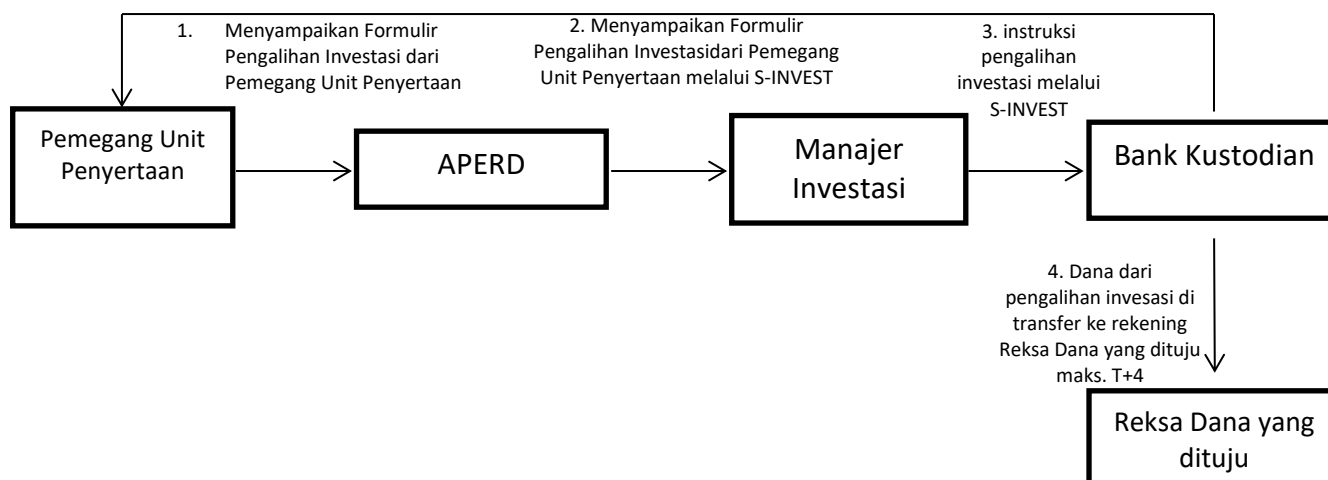 1. Menyampaikan Formulir
Pengalihan Investasi dari
Pemegang Unit Penyertaan
2. Menyampaikan Formulir
Pengalihan Investasidari Pemegang
Unit Penyertaan melalui S-INVEST
3. instruksi
pengalihan
investasi melalui
S-INVEST
Pemegang Unit
Penyertaan
APERD
Manajer
Investasi
Bank Kustodian
4. Dana dari
pengalihan invesasi di
transfer ke rekening
Reksa Dana yang dituju
maks. T+4
Reksa Dana yang
dituju